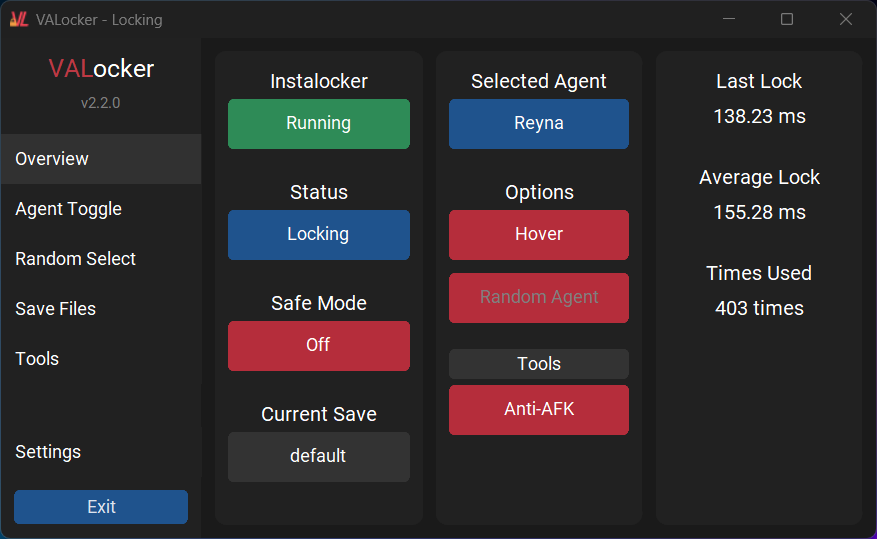 VALocker - Locking
VALocker
v2.2.0
Overview
Agent Toggle
Random Select
Save Files
Tools
Settings
Exit
Instalocker
Running
Status
Locking
Safe Mode
Off
Current Save
default
Selected Agent
Reyna
Options
Hover
Random Agent
Tools
Anti-AFK
Last Lock
138.23 ms
Average Lock
155.28 ms
Times Used
403 times